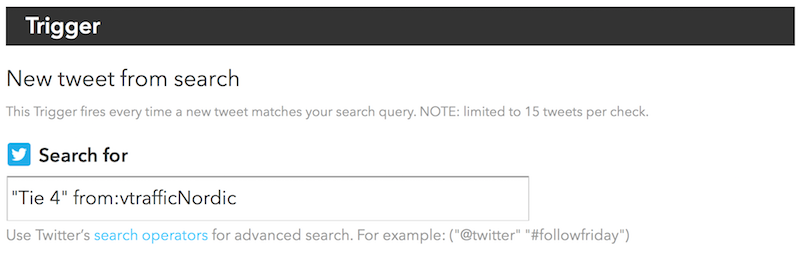 Trigger
New tweet from search
This Trigger fires every time a new tweet matches your search query. NOTE: limited to 15 tweets per check.
Search for
"Tie 4" from:vtrafficNordic
Use Twitter's search operators for advanced search. For example: ("@twitter" "#followfriday")